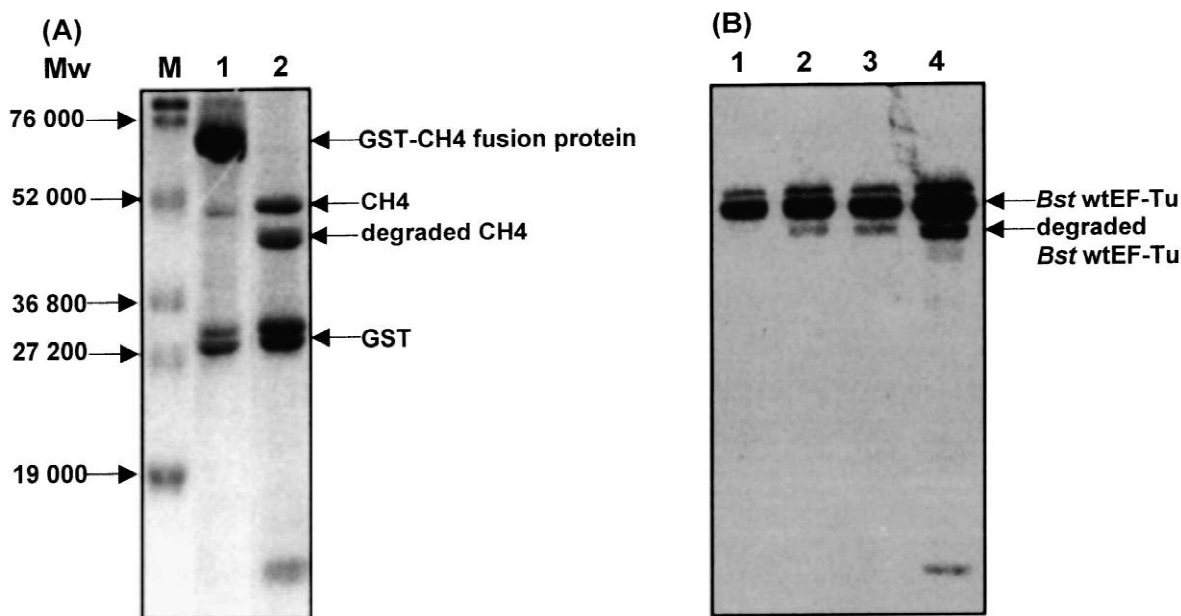 (A)
Mw M 1 2
76 000
GST-CH4 fusion protein
52 000
CH4
degraded CH4
36 800
GST
27 200
19 000
(B)
1 2 3 4
Bst wtEF-Tu
degraded
Bst wtEF-Tu